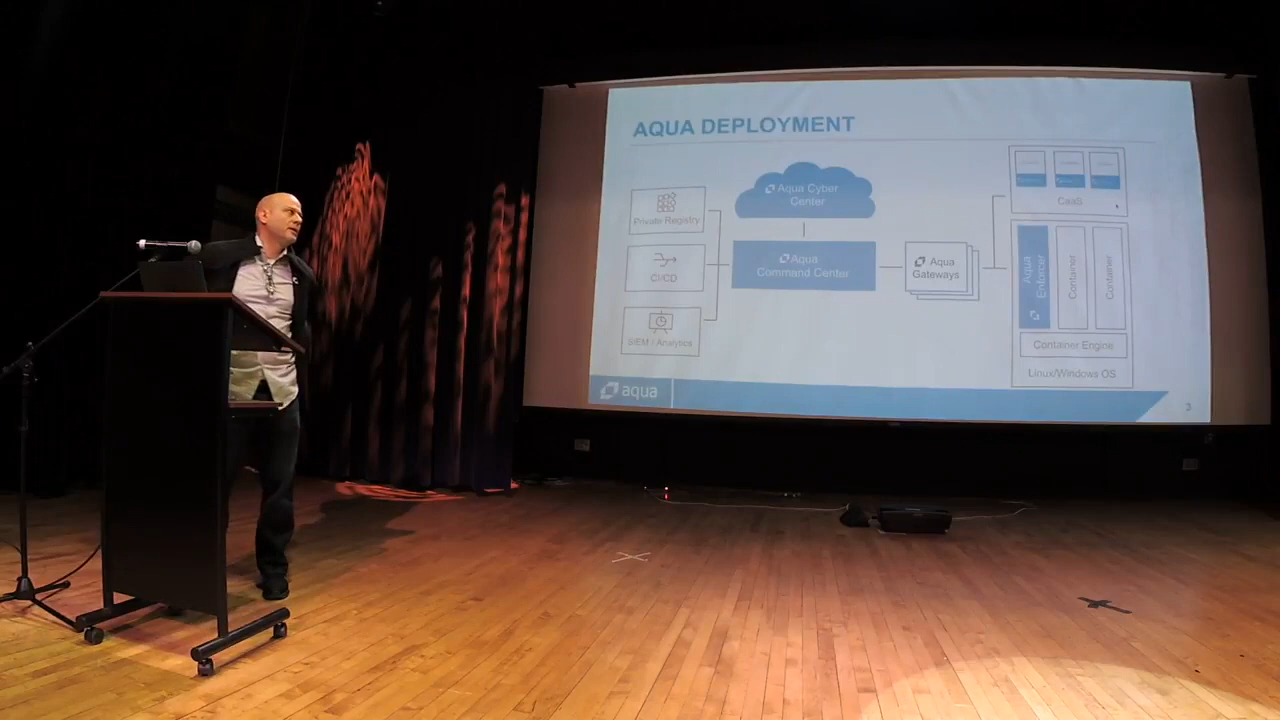 AQUA DEPLOYMENT
Private Registry
CI/CD
SIEM / Analytics
Aqua Cyber
Center
Aqua
Command Center
Aqua
Gateways
CaaS
Aqua
Enforcer
Container
Container
Container Engine
Linux/Windows OS
aqua
3